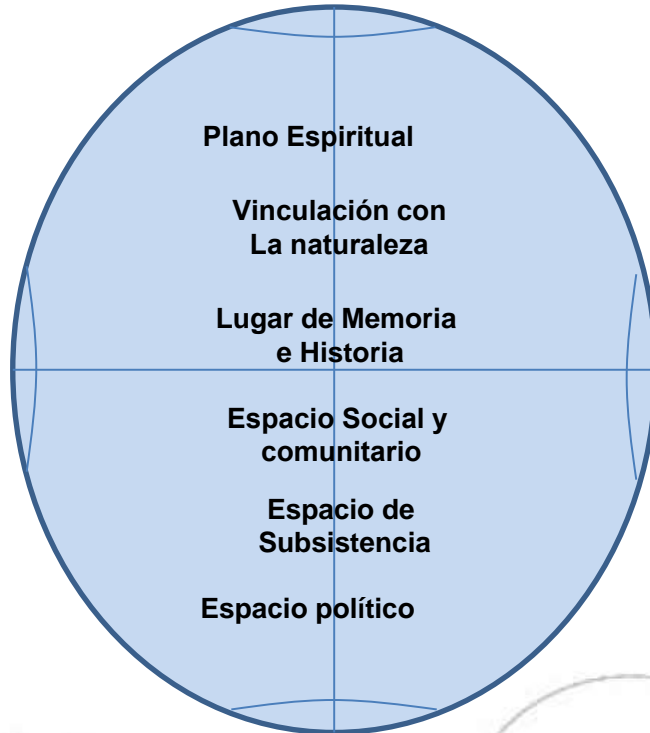 Plano Espiritual
Vinculación con
La naturaleza
Lugar de Memoria
e Historia
Espacio Social y
comunitario
Espacio de
Subsistencia
Espacio político